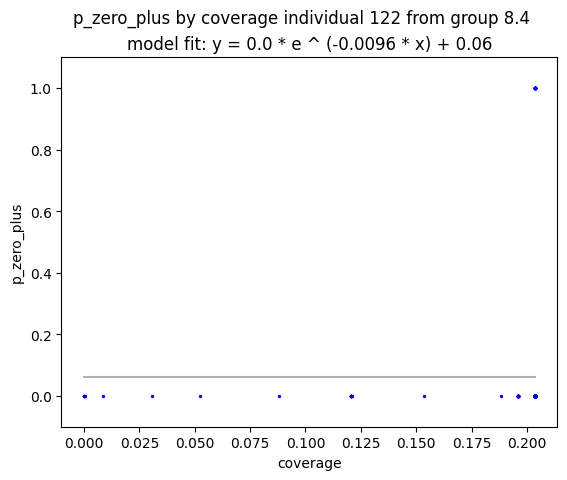 p_zero_plus by coverage individual 122 from group 8.4
model fit: y = 0.0 * e ^ (-0.0096 * x) + 0.06
1.0
0.8
0.6
0.4
0.2
0.0
p_zero_plus
0.000 0.025 0.050 0.075 0.100 0.125 0.150 0.175 0.200
coverage